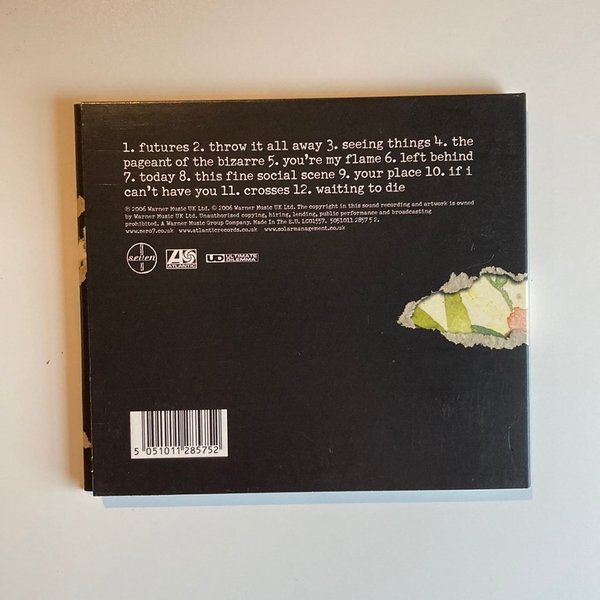 1. futures 2. throw it all away 3. seeing things 4. the
pageant of the bizarre 5. you're my flame 6. left behind
7. today 8. this fine social scene 9. your place 10. if i
can't have you 11. crosses 12. waiting to die
℗ 2006 Warner Music UK Ltd. © 2006 Warner Music UK Ltd. The copyright in this sound recording and artwork is owned
by Warner Music UK Ltd. Unauthorised copying, hiring, lending, public performance and broadcasting
prohibited. A Warner Music Group Company. Made In The E.U. LC01557. 5051011 2857 5 2.
www.zero7.co.uk www.atlanticrecords.co.uk www.solarmanagement.co.uk
seven
ATLANTIC
UD ULTIMATE
DILEMMA
5 051011 285752